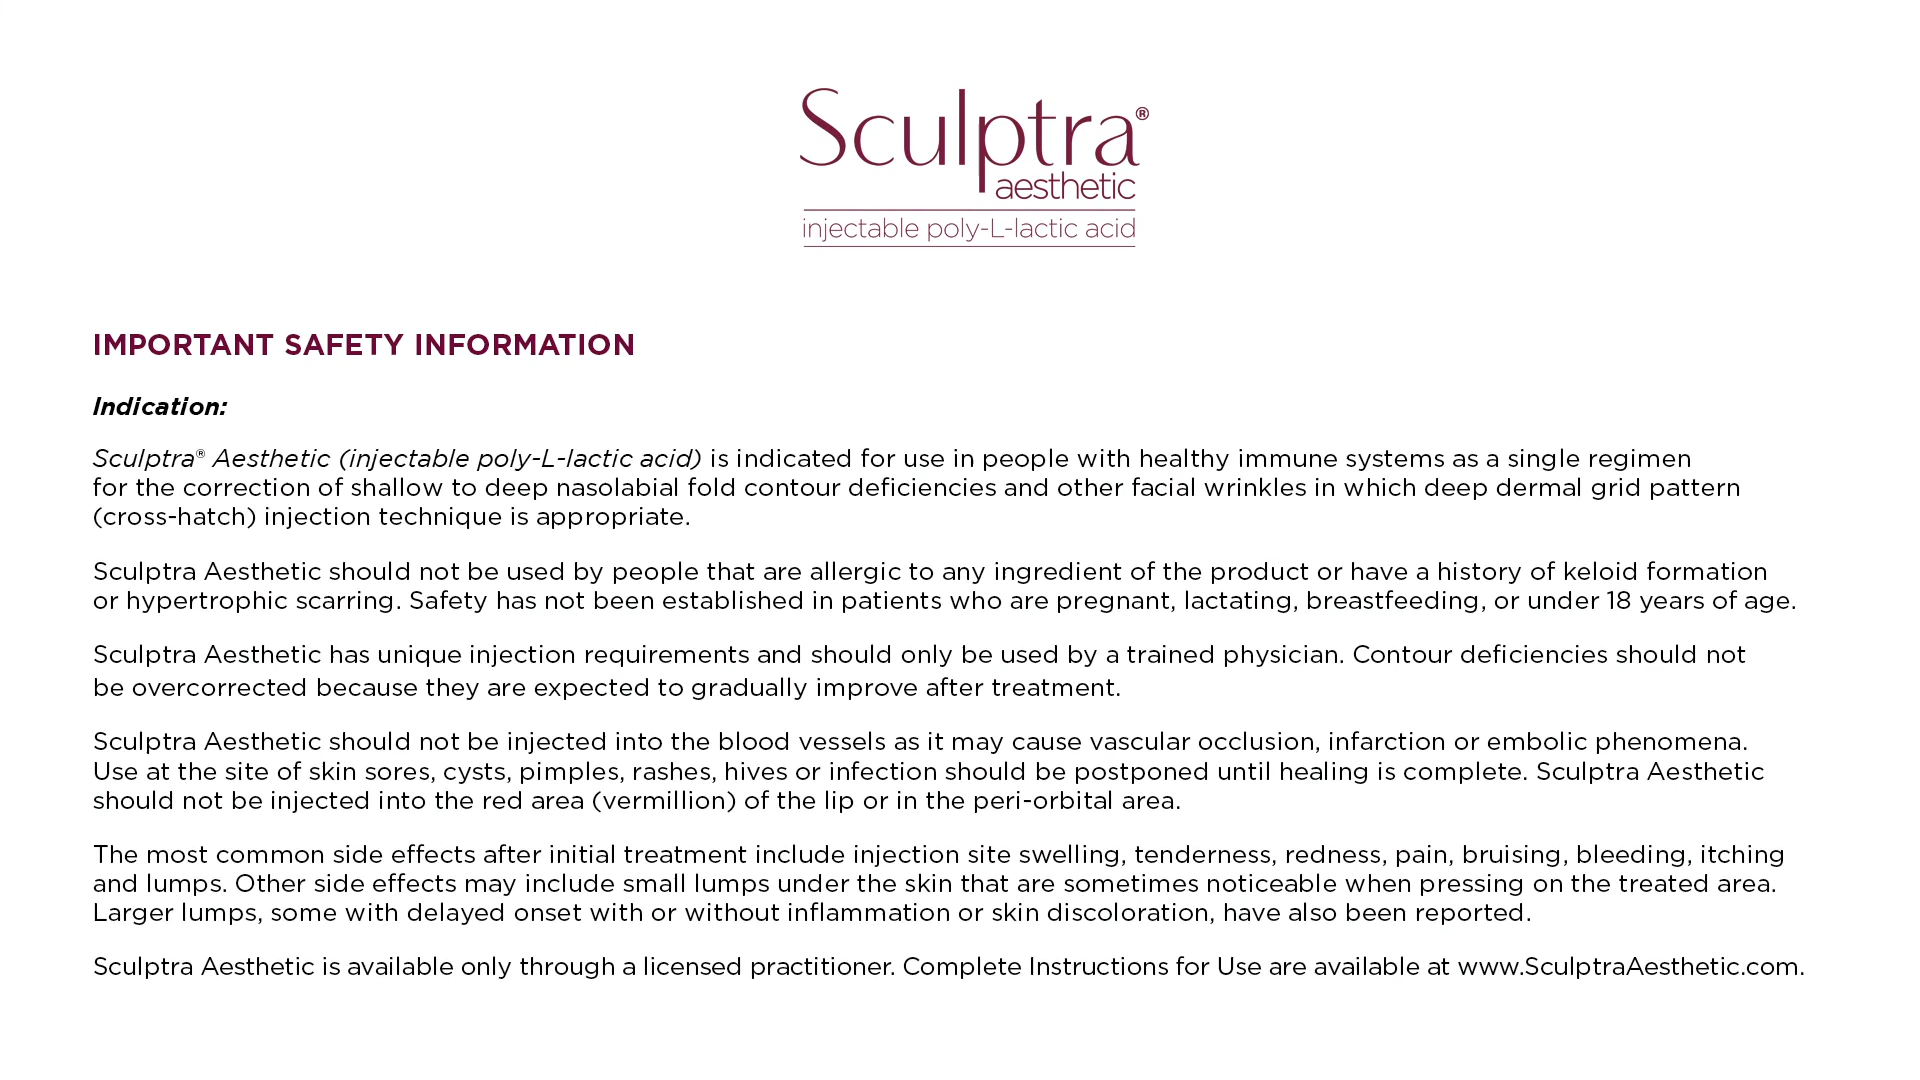 Sculptra®
aesthetic
injectable poly-L-lactic acid
IMPORTANT SAFETY INFORMATION
Indication:
Sculptra® Aesthetic (injectable poly-L-lactic acid) is indicated for use in people with healthy immune systems as a single regimen
for the correction of shallow to deep nasolabial fold contour deficiencies and other facial wrinkles in which deep dermal grid pattern
(cross-hatch) injection technique is appropriate.
Sculptra Aesthetic should not be used by people that are allergic to any ingredient of the product or have a history of keloid formation
or hypertrophic scarring. Safety has not been established in patients who are pregnant, lactating, breastfeeding, or under 18 years of age.
Sculptra Aesthetic has unique injection requirements and should only be used by a trained physician. Contour deficiencies should not
be overcorrected because they are expected to gradually improve after treatment.
Sculptra Aesthetic should not be injected into the blood vessels as it may cause vascular occlusion, infarction or embolic phenomena.
Use at the site of skin sores, cysts, pimples, rashes, hives or infection should be postponed until healing is complete. Sculptra Aesthetic
should not be injected into the red area (vermillion) of the lip or in the peri-orbital area.
The most common side effects after initial treatment include injection site swelling, tenderness, redness, pain, bruising, bleeding, itching
and lumps. Other side effects may include small lumps under the skin that are sometimes noticeable when pressing on the treated area.
Larger lumps, some with delayed onset with or without inflammation or skin discoloration, have also been reported.
Sculptra Aesthetic is available only through a licensed practitioner. Complete Instructions for Use are available at www.SculptraAesthetic.com.